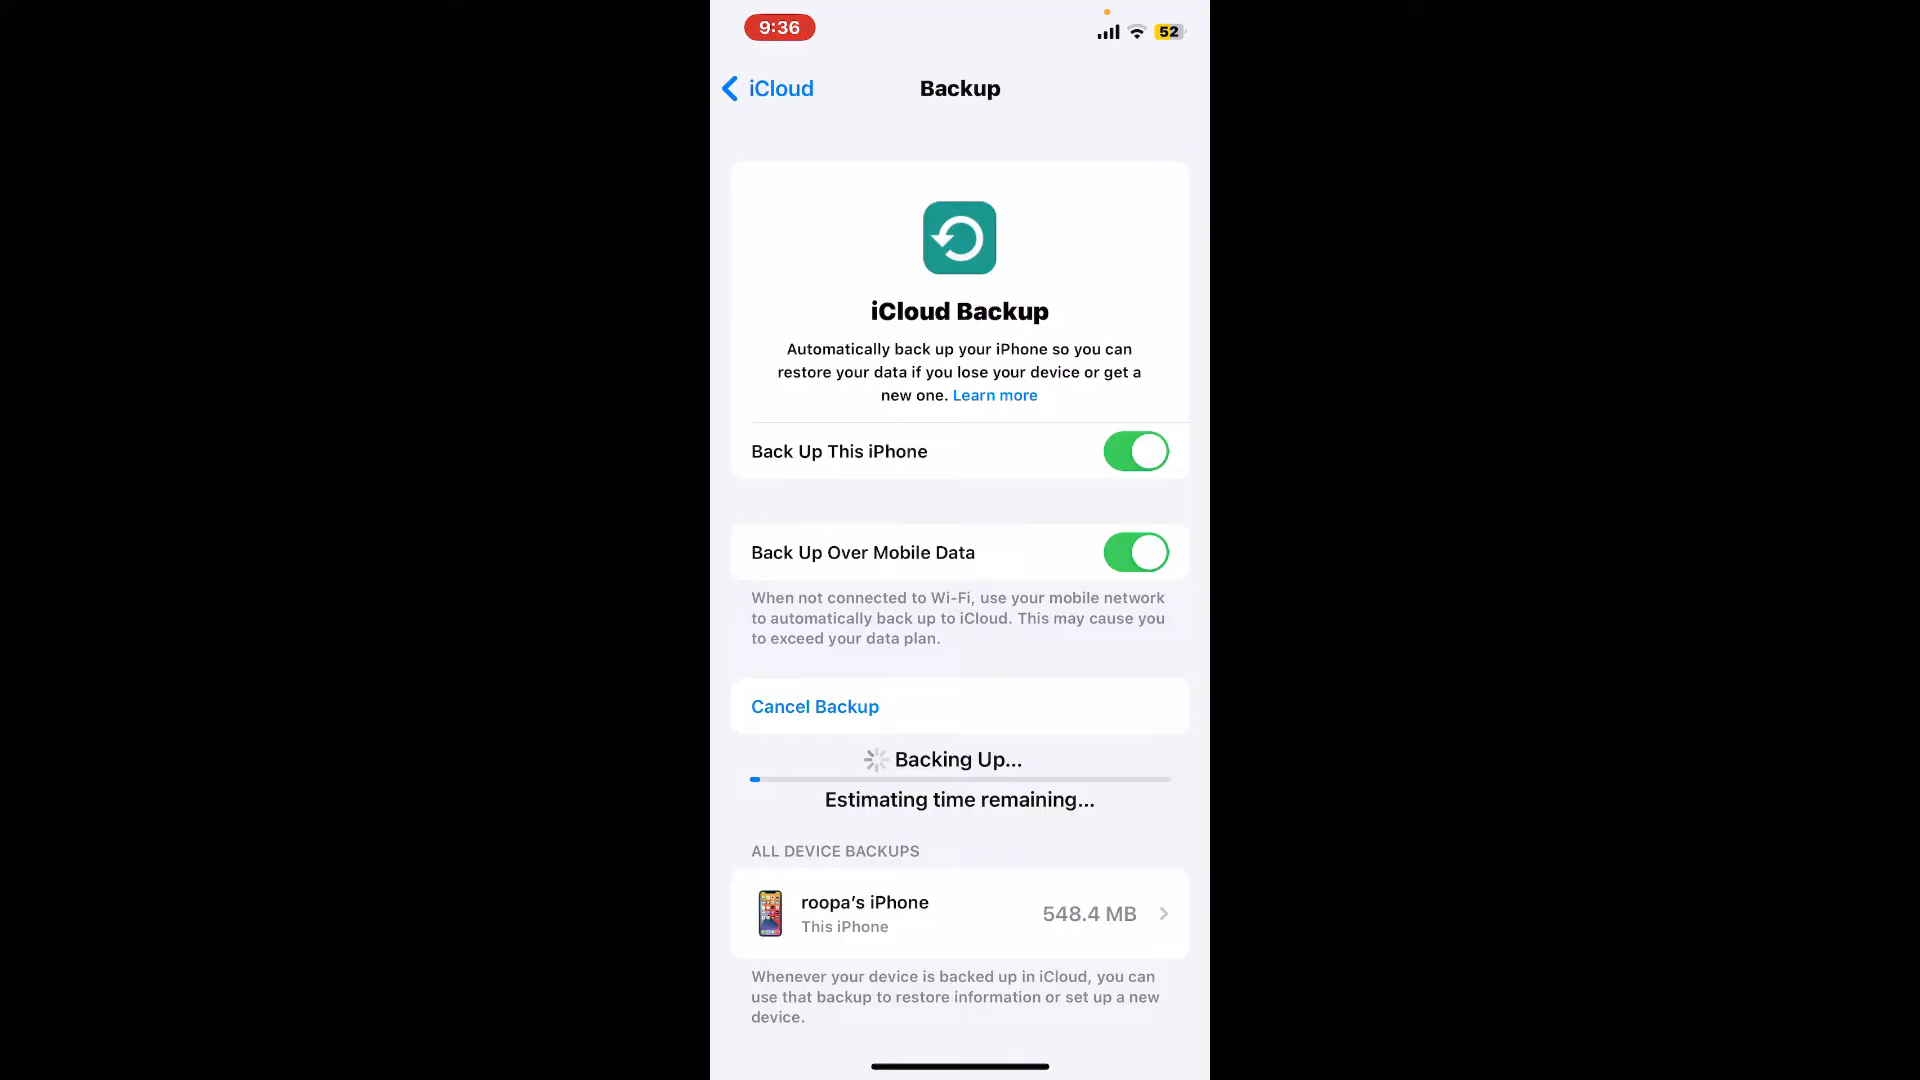 9:36
52
iCloud
Backup
iCloud Backup
Automatically back up your iPhone so you can
restore your data if you lose your device or get a
new one. Learn more
Back Up This iPhone
Back Up Over Mobile Data
When not connected to Wi-Fi, use your mobile network
to automatically back up to iCloud. This may cause you
to exceed your data plan.
Cancel Backup
Backing Up...
Estimating time remaining...
ALL DEVICE BACKUPS
roopa’s iPhone
This iPhone
548.4 MB
Whenever your device is backed up in iCloud, you can
use that backup to restore information or set up a new
device.